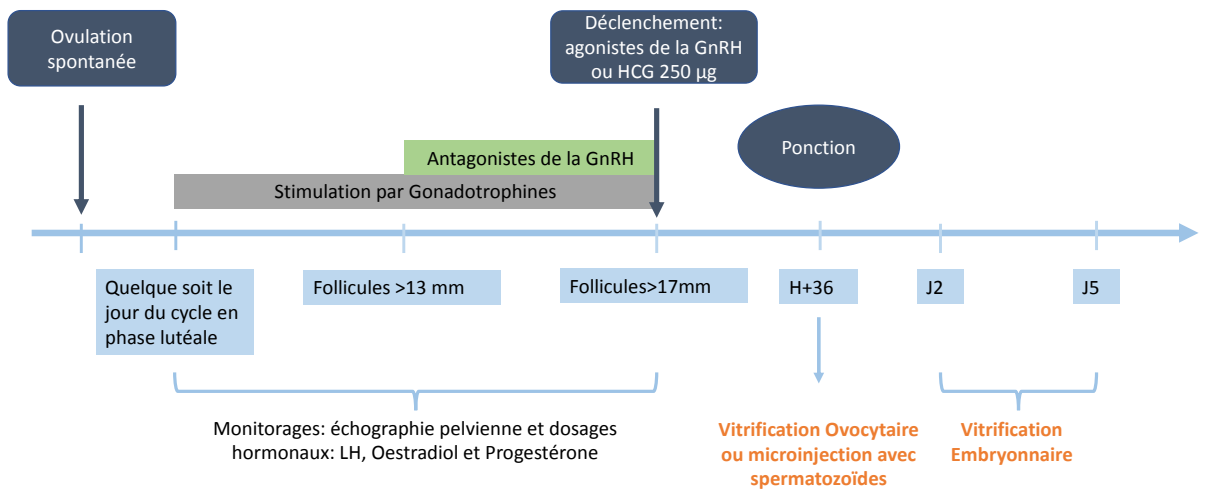 Ovulation
spontanée
Déclenchement:
agonistes de la GnRH
ou HCG 250 µg
Ponction
Antagonistes de la GnRH
Stimulation par Gonadotrophines
Quelque soit le
jour du cycle en
phase lutéale
Follicules >13 mm
Follicules>17mm
H+36
J2
J5
Monitorages: échographie pelvienne et dosages
hormonaux: LH, Oestradiol et Progestérone
Vitrification Ovocytaire
ou microinjection avec
spermatozoïdes
Vitrification
Embryonnaire